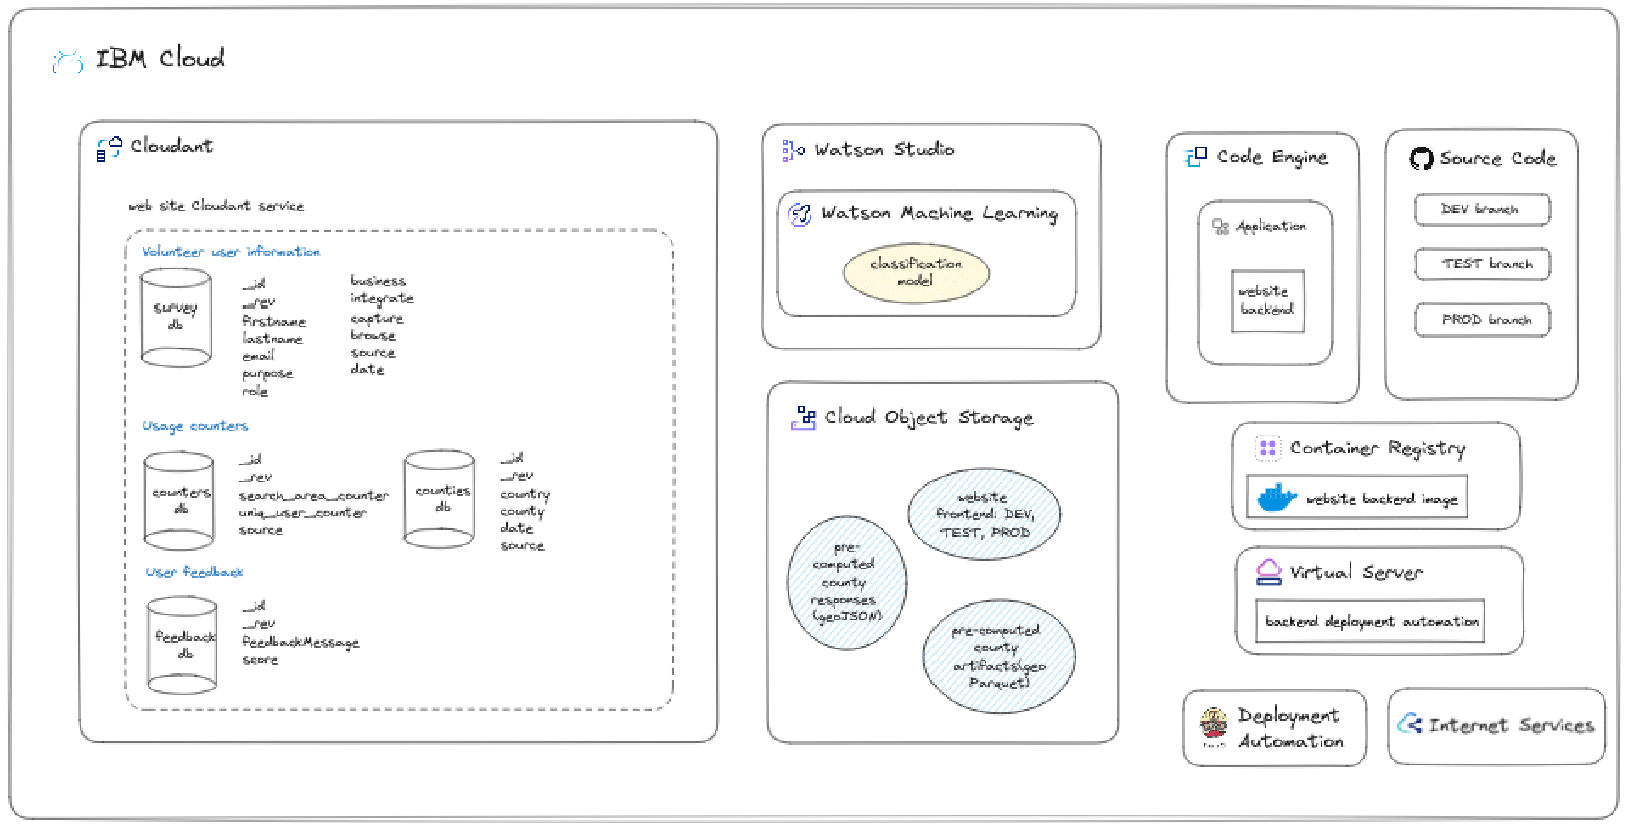 IBM Cloud
Cloudant
web site Cloudant service
Volunteer user information
survey
db
_id
_rev
firstname
lastname
email
purpose
role
business
integrate
capture
browse
source
date
Usage counters
counters
db
_id
_rev
search_area_counter
uniq_user_counter
source
counties
db
_id
_rev
country
county
date
source
User feedback
feedback
db
_id
_rev
feedbackMessage
score
Watson Studio
Watson Machine Learning
classification
model
Cloud Object Storage
website
frontend: DEV,
TEST, PROD
pre-
computed
county
responses
(geoJSON)
pre-computed
county
artifacts(geo
Parquet)
Code Engine
Application
website
backend
Source Code
DEV branch
TEST branch
PROD branch
Container Registry
website backend image
Virtual Server
backend deployment automation
Deployment
Automation
Internet Services